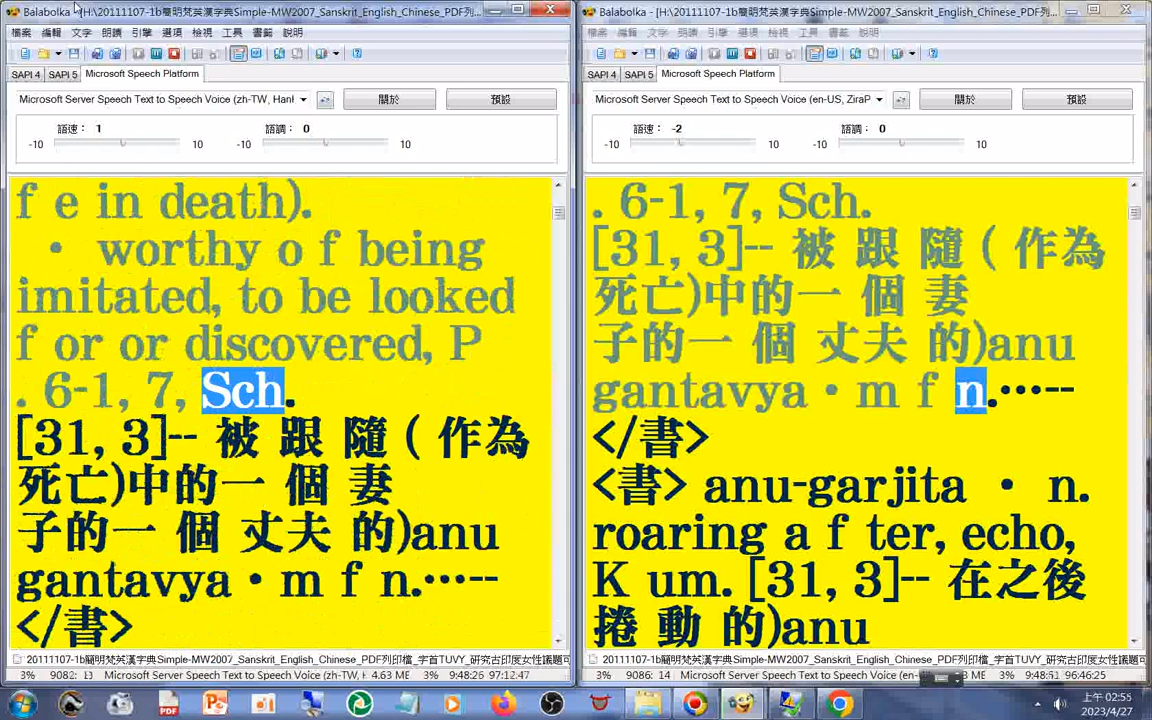 Balabolka - [H:\20111107-1b簡明梵英漢字典Simple-MW2007_Sanskrit_English_Chinese_PDF列...
檔案 編輯 文字 朗讀 引擎 選項 檢視 工具 書籤 說明
SAPI 4 SAPI 5 Microsoft Speech Platform
Microsoft Server Speech Text to Speech Voice (zh-TW, HanH
關於 預設
語速： 1 語調： 0
-10 10 -10 10
f e in death).
• worthy o f being
imitated, to be looked
f or or discovered, P
. 6-1, 7, Sch.
[31, 3]-- 被 跟 隨 ( 作為
死亡)中的一 個 妻
子的一 個 丈夫 的)anu
gantavya • m f n.⋯--
</書>
20111107-1b簡明梵英漢字典Simple-MW2007_Sanskrit_English_Chinese_PDF列印檔_字首TUVY_研究古印度女性議題可
3% 9082: 13 Microsoft Server Speech Text to Speech Voice (zh-TW, H 4.63 ME 3% 9:48:26 97:12:47
Balabolka - [H:\20111107-1b簡明梵英漢字典Simple-MW2007_Sanskrit_English_Chinese_PDF列...
檔案 編輯 文字 朗讀 引擎 選項 檢視 工具 書籤 說明
SAPI 4 SAPI 5 Microsoft Speech Platform
Microsoft Server Speech Text to Speech Voice (en-US, ZiraP
關於 預設
語速： -2 語調： 0
-10 10 -10 10
. 6-1, 7, Sch.
[31, 3]-- 被 跟 隨 ( 作為
死亡)中的一 個 妻
子的一 個 丈夫 的)anu
gantavya • m f n.⋯--
</書>
<書> anu-garjita • n.
roaring a f ter, echo,
K um. [31, 3]-- 在之後
捲 動 的)anu
20111107-1b簡明梵英漢字典Simple-MW2007_Sanskrit_English_Chinese_PDF列印檔_字首TUVY_研究古印度女性議題可
3% 9086: 14 Microsoft Server Speech Text to Speech Voice (en-US, 4.63 ME 3% 9:48:51 96:46:25
上午 02:55
2023/4/27